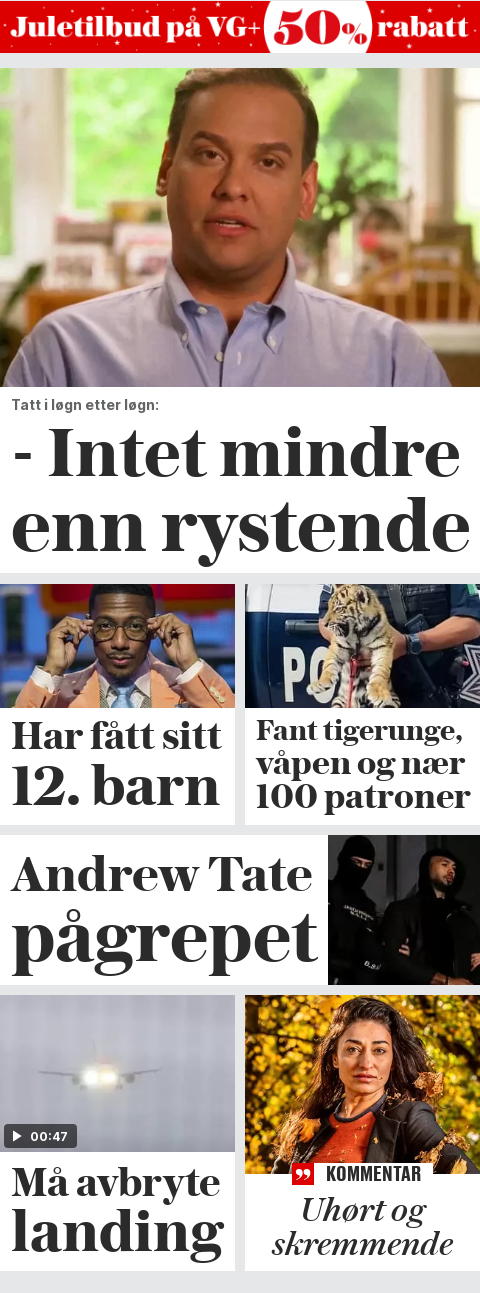 Juletilbud på VG+ 50% rabatt
Tatt i løgn etter løgn:
- Intet mindre
enn rystende
Har fått sitt
12. barn
PO
Fant tigerunge,
våpen og nær
100 patroner
Andrew Tate
pågrepet
00:47
Må avbryte
landing
KOMMENTAR
Uhørt og
skremmende